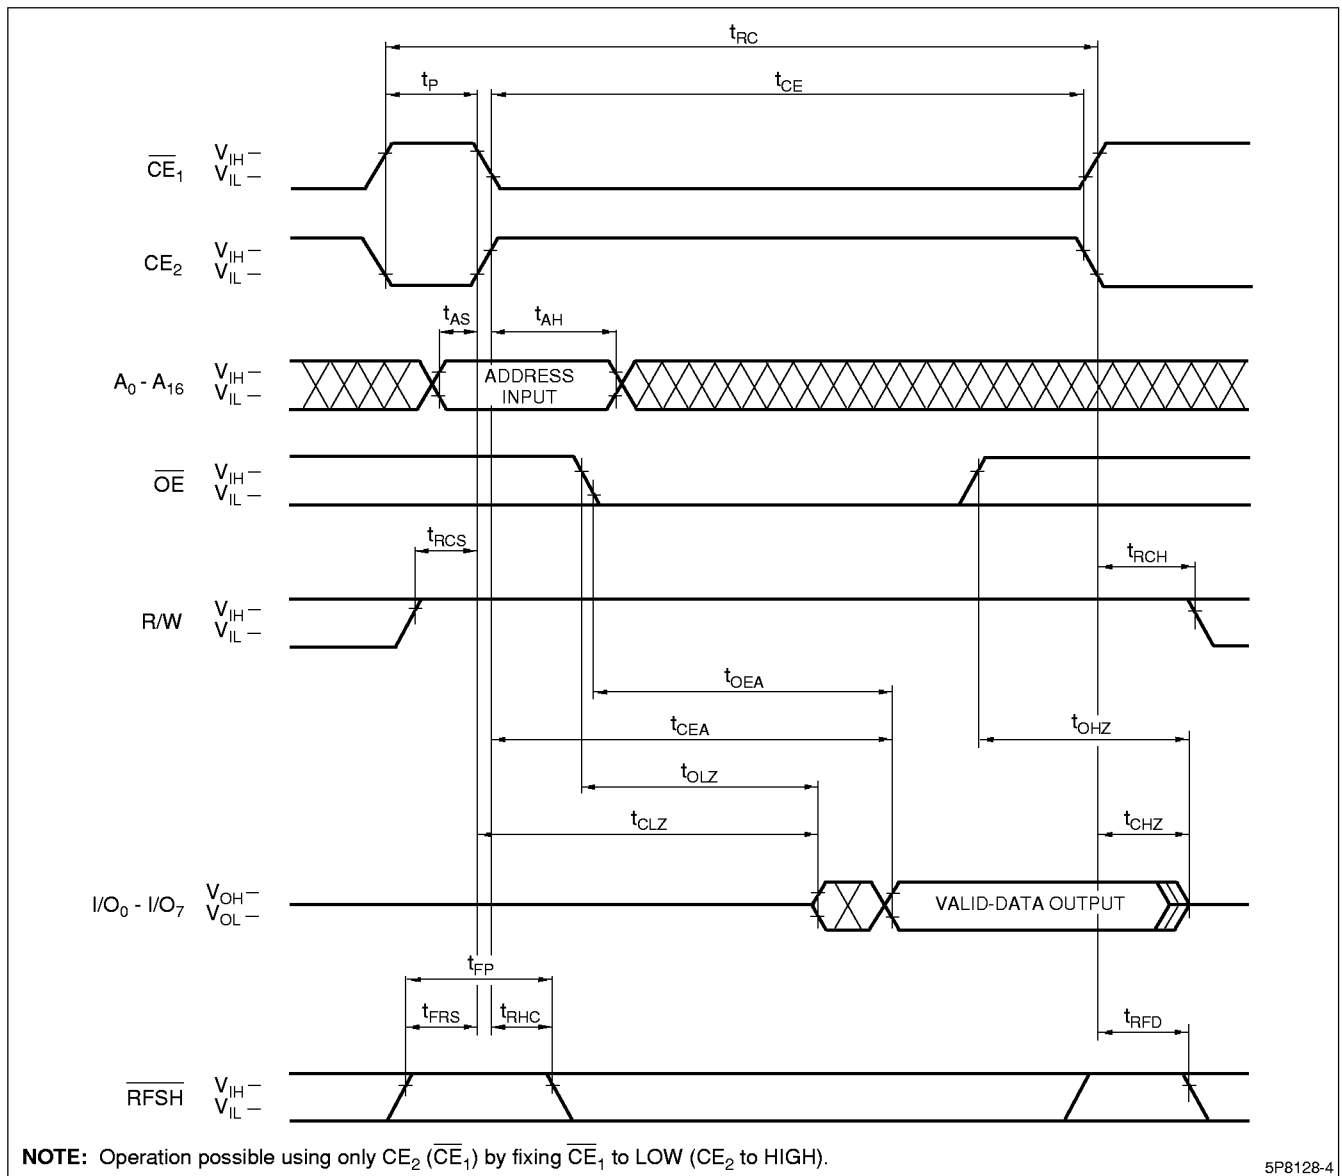 tRC
tP
tCE
CE1 VIH
VIL
CE2 VIH
VIL
tAS
tAH
A0 - A16 VIH
VIL
ADDRESS
INPUT
OE VIH
VIL
tRCS
tRCH
R/W VIH
VIL
tOEA
tCEA
tOHZ
tOLZ
tCLZ
tCHZ
I/O0 - I/O7 VOH
VOL
VALID-DATA OUTPUT
tFP
tFRS
tRHC
tRFD
RFSH VIH
VIL
NOTE: Operation possible using only CE2 (CE1) by fixing CE1 to LOW (CE2 to HIGH).
5P8128-4